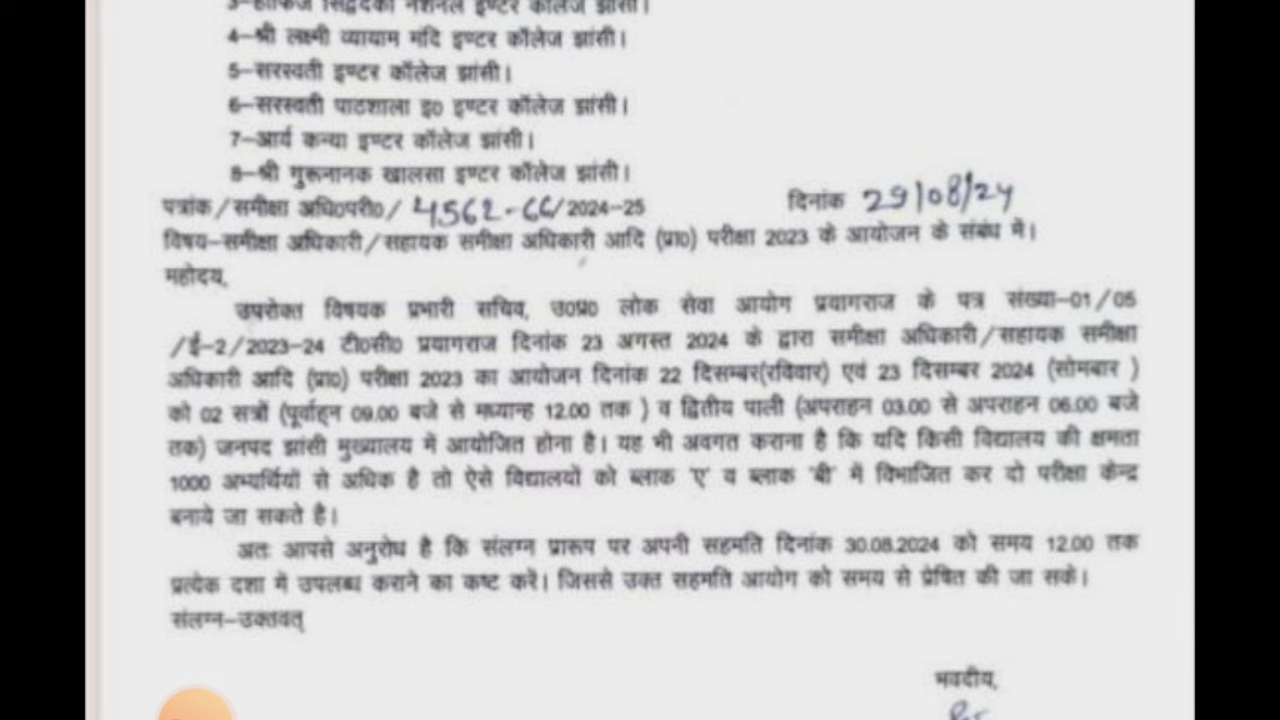 3–हाफिज सिद्दिकी नेशनल इण्टर कॉलेज झांसी।
4–श्री लक्ष्मी व्यायाम मंदि इण्टर कॉलेज झांसी।
5–सरस्वती इण्टर कॉलेज झांसी।
6–सरस्वती पाठशाला इ0 इण्टर कॉलेज झांसी।
7–आर्य कन्या इण्टर कॉलेज झांसी।
8–श्री गुरूनानक खालसा इण्टर कॉलेज झांसी।
पत्रांक/समीक्षा अधि0परी0/ 4562-66/2024–25 दिनांक 29/08/24
विषय–समीक्षा अधिकारी/सहायक समीक्षा अधिकारी आदि (प्रा0) परीक्षा 2023 के आयोजन के संबंध में।
महोदय,
उपरोक्त विषयक प्रभारी सचिव, उ0प्र0 लोक सेवा आयोग प्रयागराज के पत्र संख्या–01/05
/ई–2/2023–24 टी0सी0 प्रयागराज दिनांक 23 अगस्त 2024 के द्वारा समीक्षा अधिकारी/सहायक समीक्षा
अधिकारी आदि (प्रा0) परीक्षा 2023 का आयोजन दिनांक 22 दिसम्बर(रविवार) एवं 23 दिसम्बर 2024 (सोमबार )
को 02 सत्रों (पूर्वाहन 09.00 बजे से मध्यान्ह 12.00 तक ) व द्वितीय पाली (अपराहन 03.00 से अपराहन 06.00 बजे
तक) जनपद झांसी मुख्यालय में आयोजित होना है। यह भी अवगत कराना है कि यदि किसी विद्यालय की क्षमता
1000 अभ्यर्थियों से अधिक है तो ऐसे विद्यालयों को ब्लाक 'ए' व ब्लाक 'बी' में विभाजित कर दो परीक्षा केन्द्र
बनाये जा सकते है।
अतः आपसे अनुरोध है कि संलग्न प्रारूप पर अपनी सहमति दिनांक 30.08.2024 को समय 12.00 तक
प्रत्येक दशा में उपलब्ध कराने का कष्ट करें। जिससे उक्त सहमति आयोग को समय से प्रेषित की जा सके।
संलग्न–उक्तवत्
भवदीय,